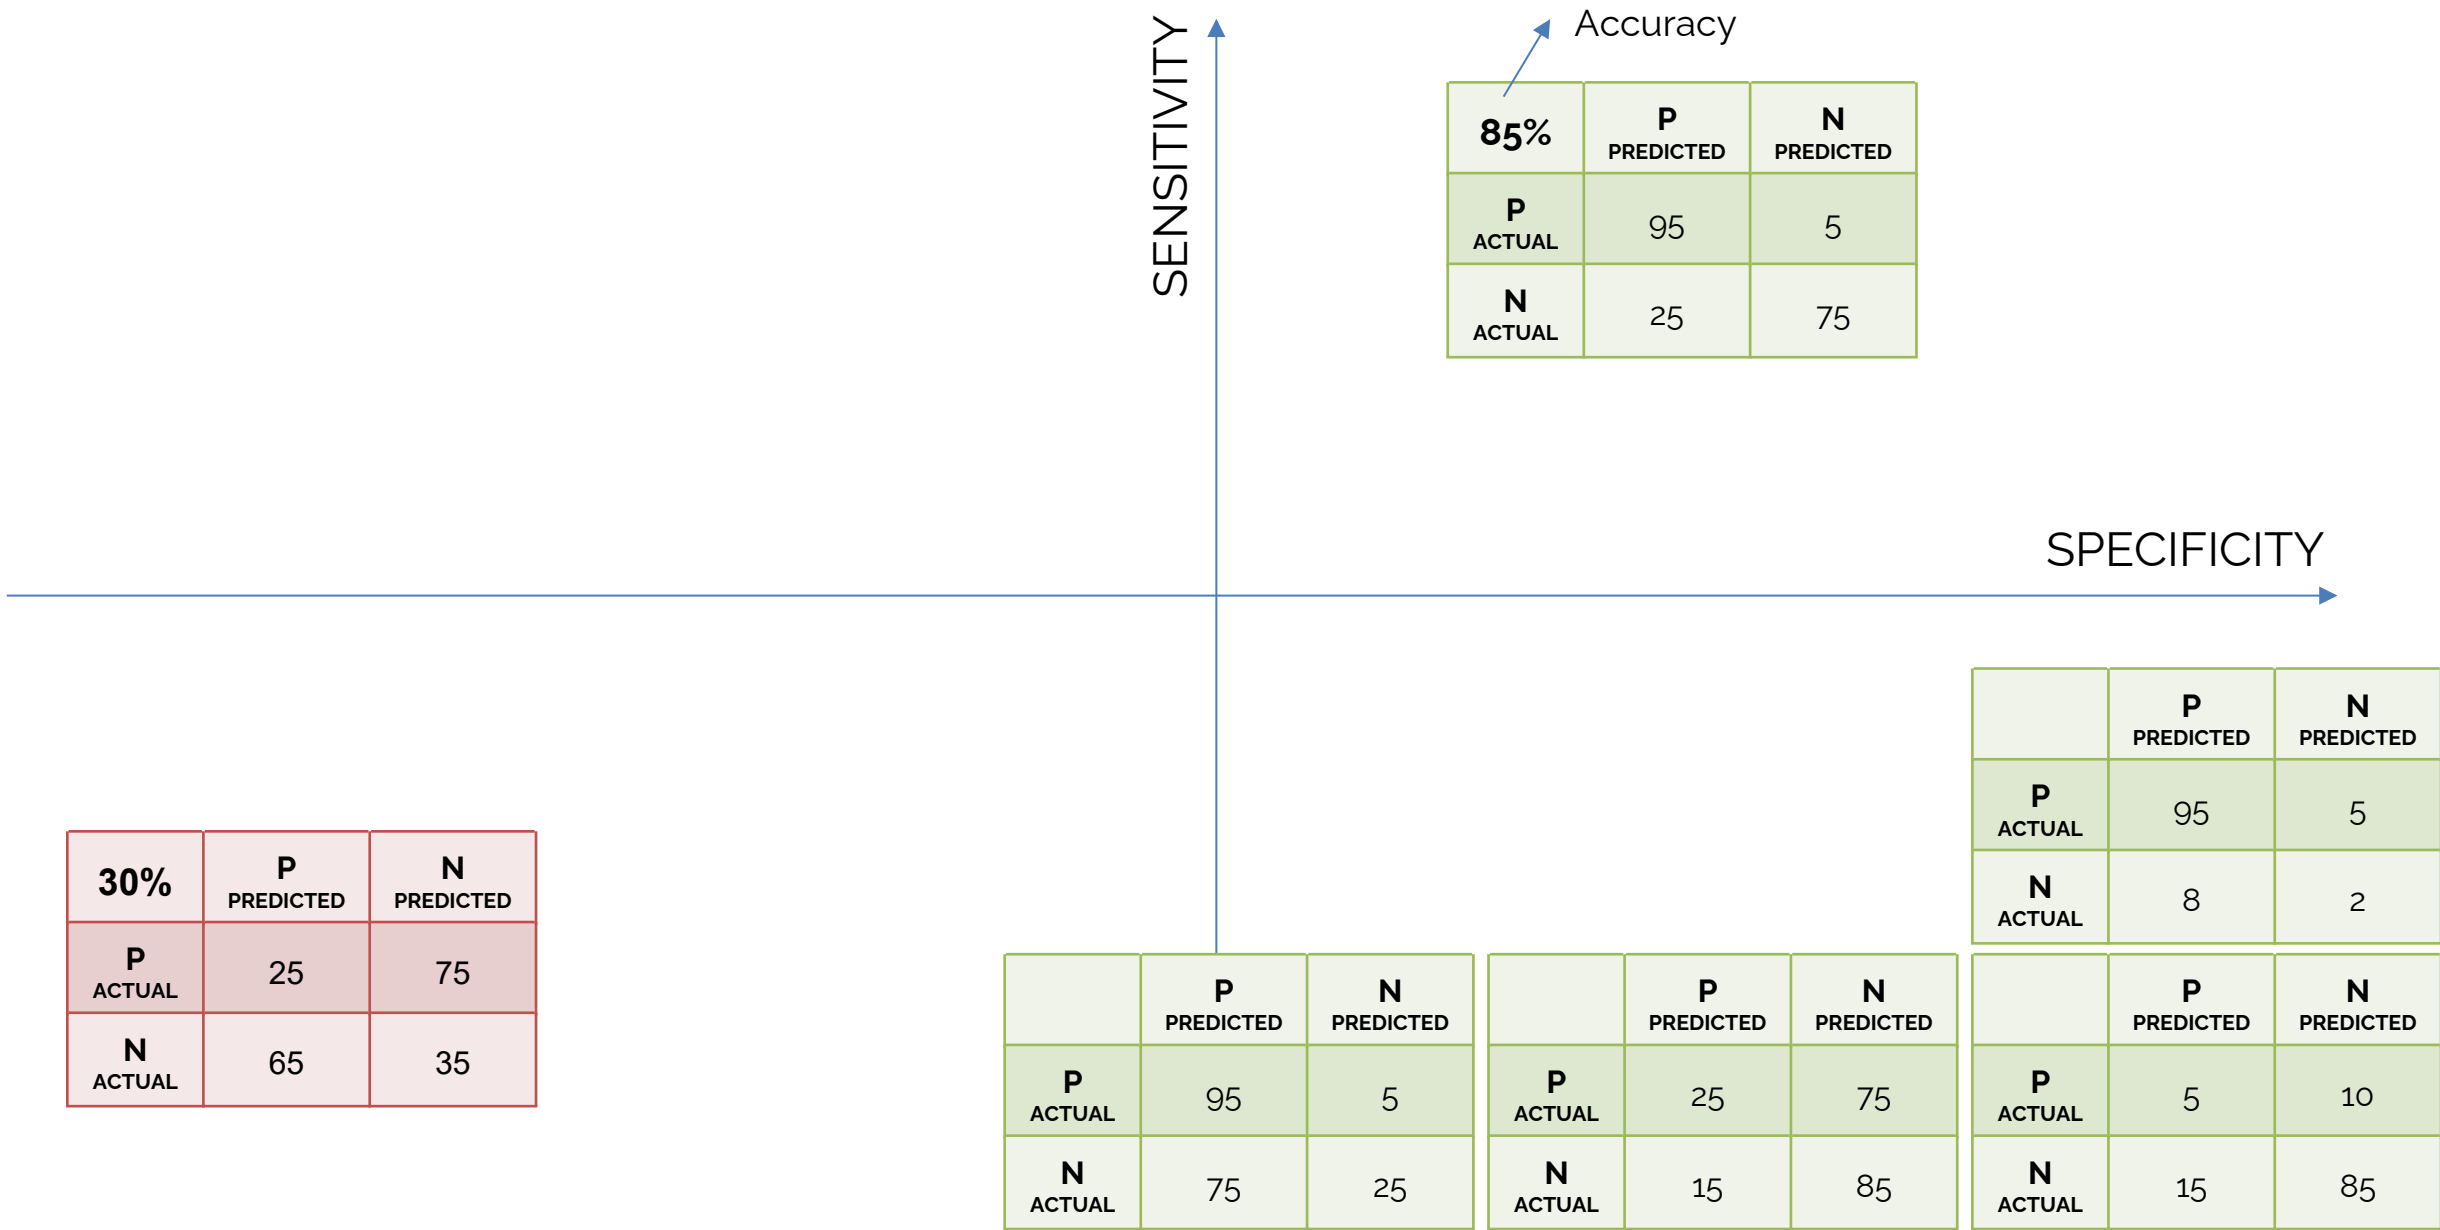 Accuracy
SENSITIVITY
85% P PREDICTED N PREDICTED
P ACTUAL 95 5
N ACTUAL 25 75
SPECIFICITY
P PREDICTED N PREDICTED
P ACTUAL 95 5
N ACTUAL 8 2
30% P PREDICTED N PREDICTED
P ACTUAL 25 75
N ACTUAL 65 35
P PREDICTED N PREDICTED
P ACTUAL 95 5
N ACTUAL 75 25
P PREDICTED N PREDICTED
P ACTUAL 25 75
N ACTUAL 15 85
P PREDICTED N PREDICTED
P ACTUAL 5 10
N ACTUAL 15 85